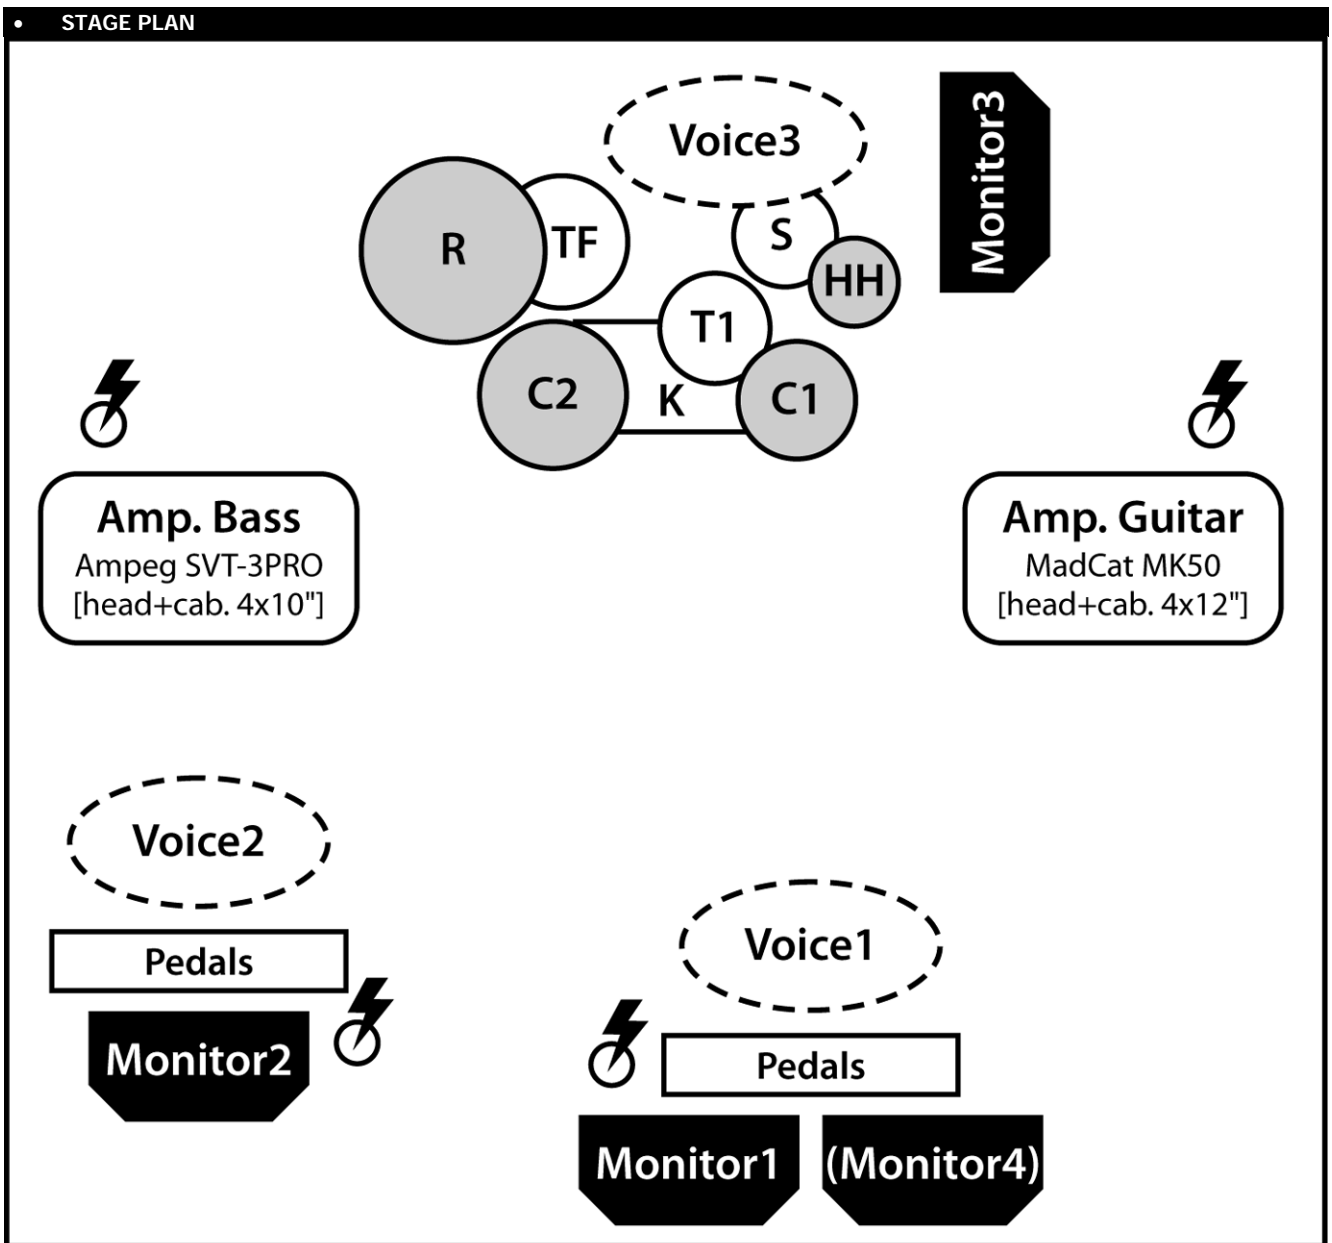 • STAGE PLAN
Voice3
Monitor3
R
TF
S
HH
T1
C2
K
C1
Amp. Bass
Ampeg SVT-3PRO
[head+cab. 4x10"]
Amp. Guitar
MadCat MK50
[head+cab. 4x12"]
Voice2
Pedals
Monitor2
Voice1
Pedals
Monitor1
(Monitor4)